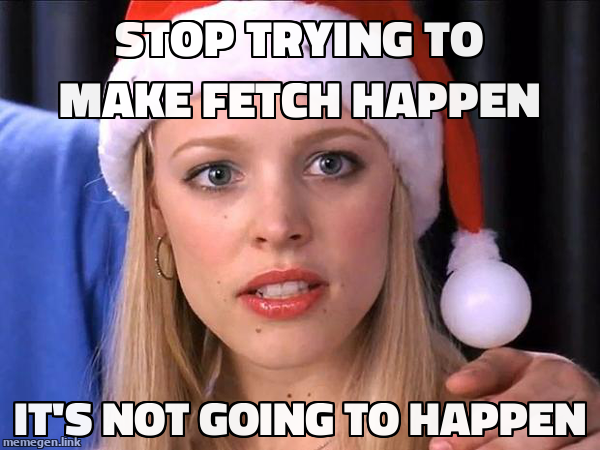 STOP TRYING TO
MAKE FETCH HAPPEN
IT'S NOT GOING TO HAPPEN
memegen.link